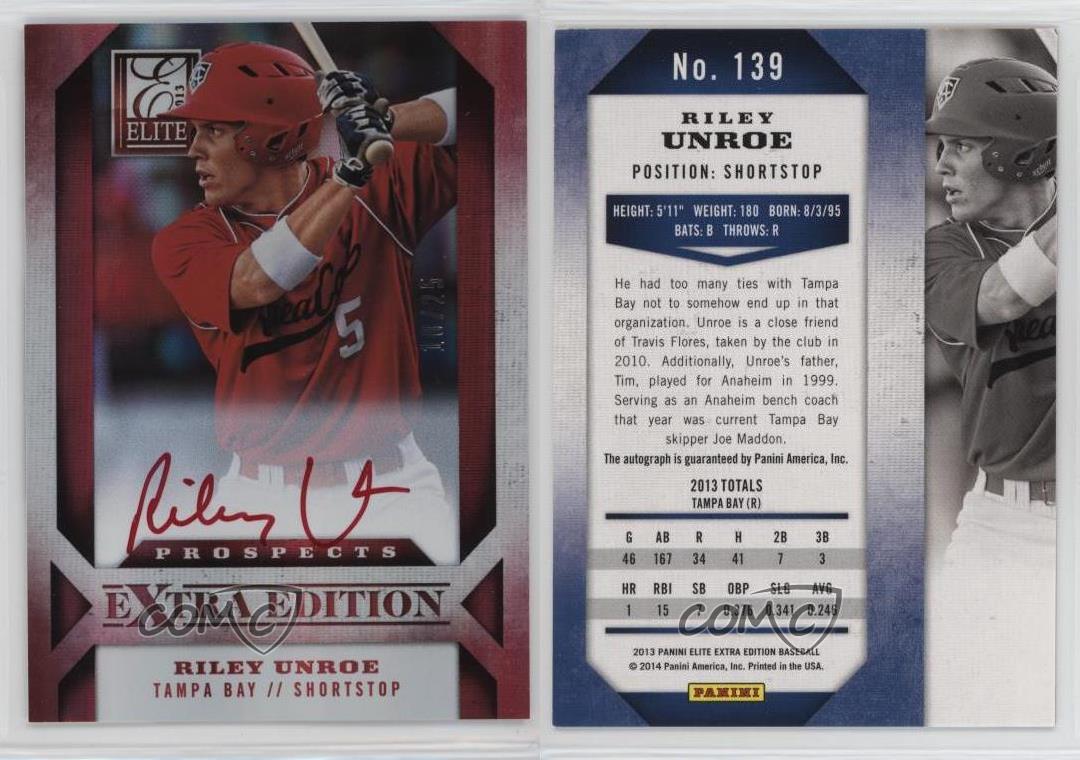 E
2013
ELITE
5
10/25
Riley U
PROSPECTS
EXTRA EDITION
COMC
RILEY UNROE
TAMPA BAY // SHORTSTOP
No. 139
RILEY
UNROE
POSITION: SHORTSTOP
HEIGHT: 5'11" WEIGHT: 180 BORN: 8/3/95
BATS: B THROWS: R
He had too many ties with Tampa
Bay not to somehow end up in that
organization. Unroe is a close friend
of Travis Flores, taken by the club in
2010. Additionally, Unroe's father,
Tim, played for Anaheim in 1999.
Serving as an Anaheim bench coach
that year was current Tampa Bay
skipper Joe Maddon.
The autograph is guaranteed by Panini America, Inc.
2013 TOTALS
TAMPA BAY (R)
G AB R H 2B 3B
46 167 34 41 7 3
HR RBI SB OBP SLG AVG
1 15 0.376 0.341 0.246
COMC
2013 PANINI ELITE EXTRA EDITION BASEBALL
© 2014 Panini America, Inc. Printed in the USA.
PANINI